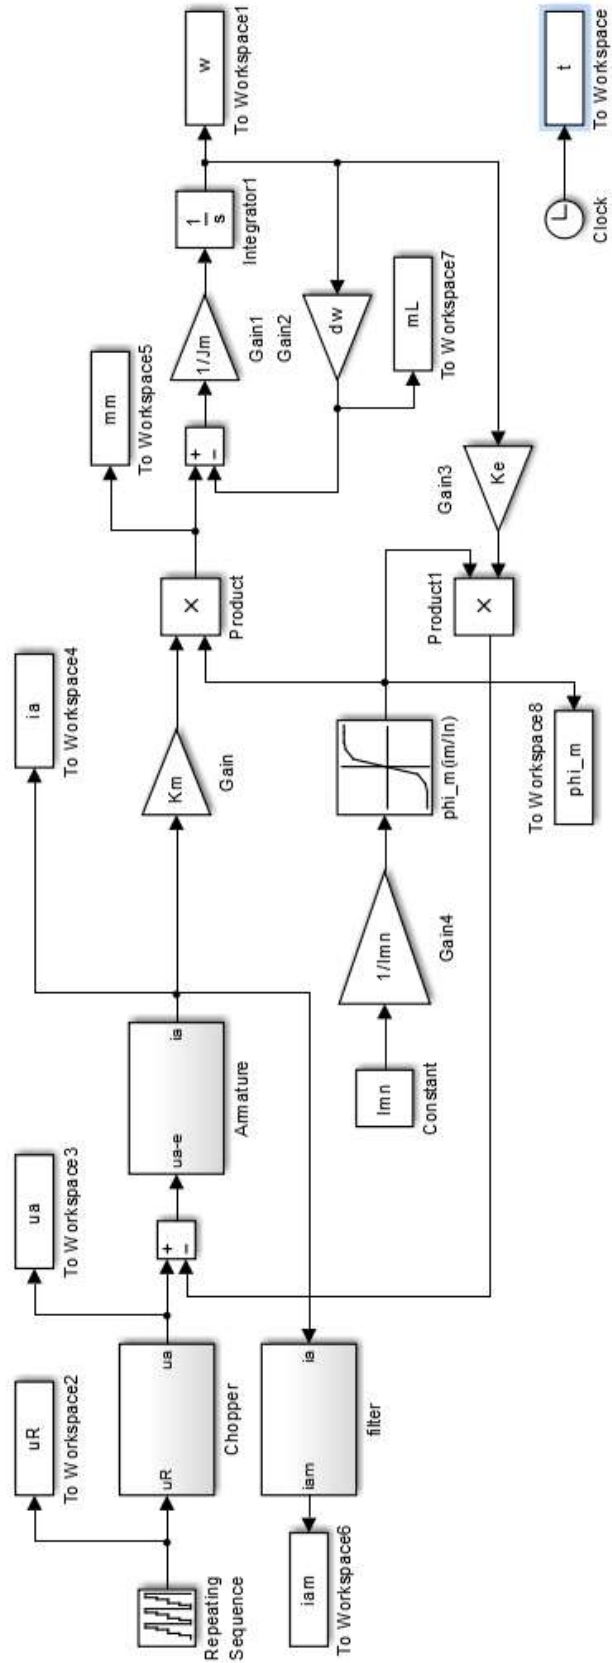 uR
To Workspace2
ua
To Workspace3
ia
To Workspace4
mm
To Workspace5
w
To Workspace1
Repeating
Sequence
uR
ua
Chopper
+
−
ua-e
ia
Armature
Km
Gain
×
Product
+
−
1/Jm
Gain1
1
s
Integrator1
Gain2
dw
mL
To Workspace7
iam
To Workspace6
iam
ia
filter
Imn
Constant
1/Imn
Gain4
phi_m(im/In)
×
Product1
Gain3
Ke
To Workspace8
phi_m
Clock
t
To Workspace